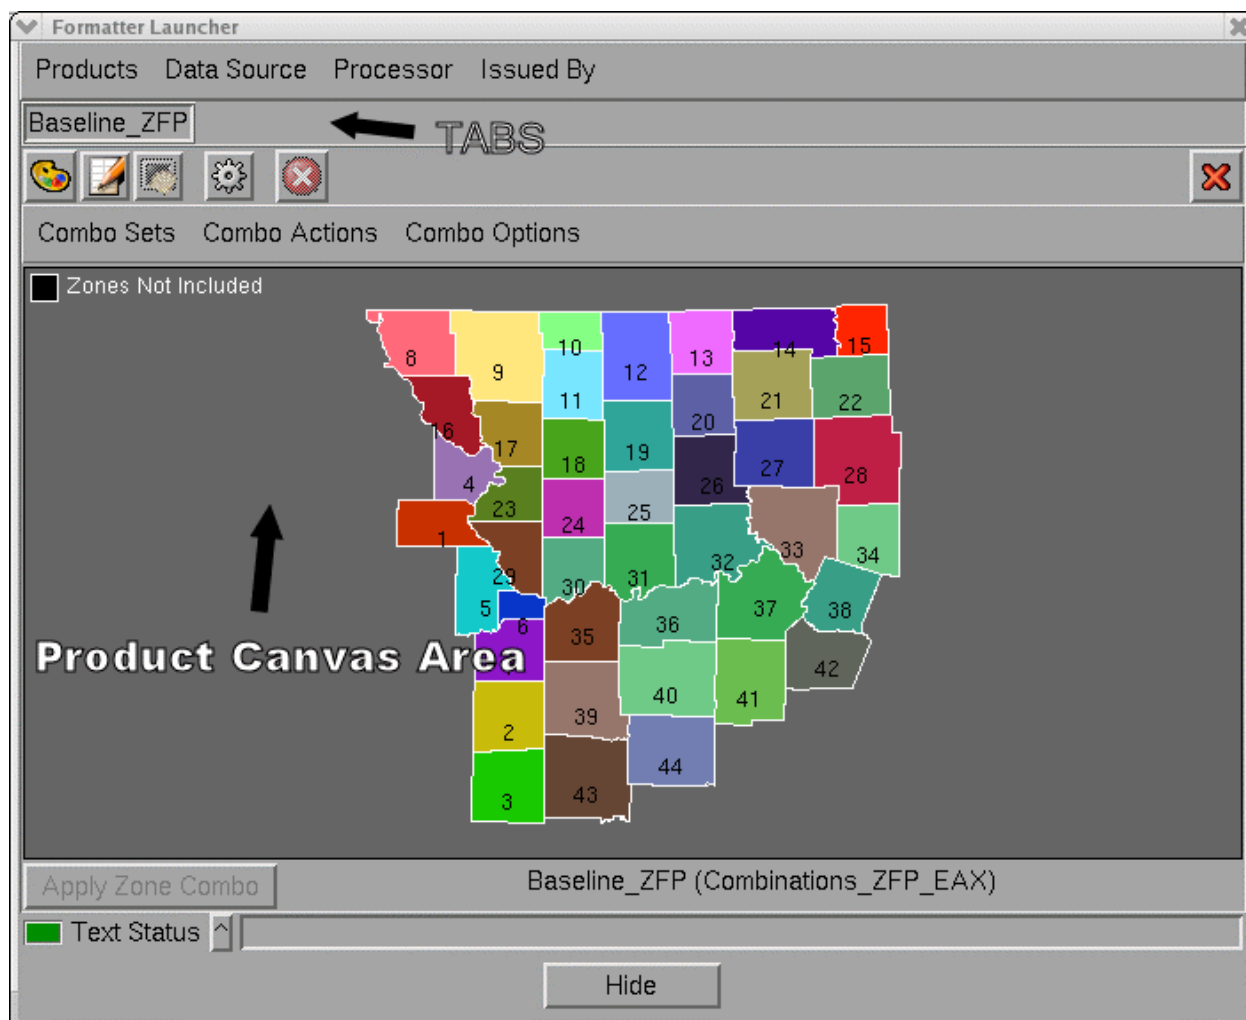 Formatter Launcher
Products Data Source Processor Issued By
Baseline_ZFP
TABS
Combo Sets Combo Actions Combo Options
Zones Not Included
8 9 10 12 13 14 15
11 20 21 22
16 17 18 19 27 28
4 23 24 25 26
1 29 30 31 32 33 34
5 6 35 36 37 38
Product Canvas Area
2 39 40 41 42
3 43 44
Apply Zone Combo
Baseline_ZFP (Combinations_ZFP_EAX)
Text Status ^
Hide